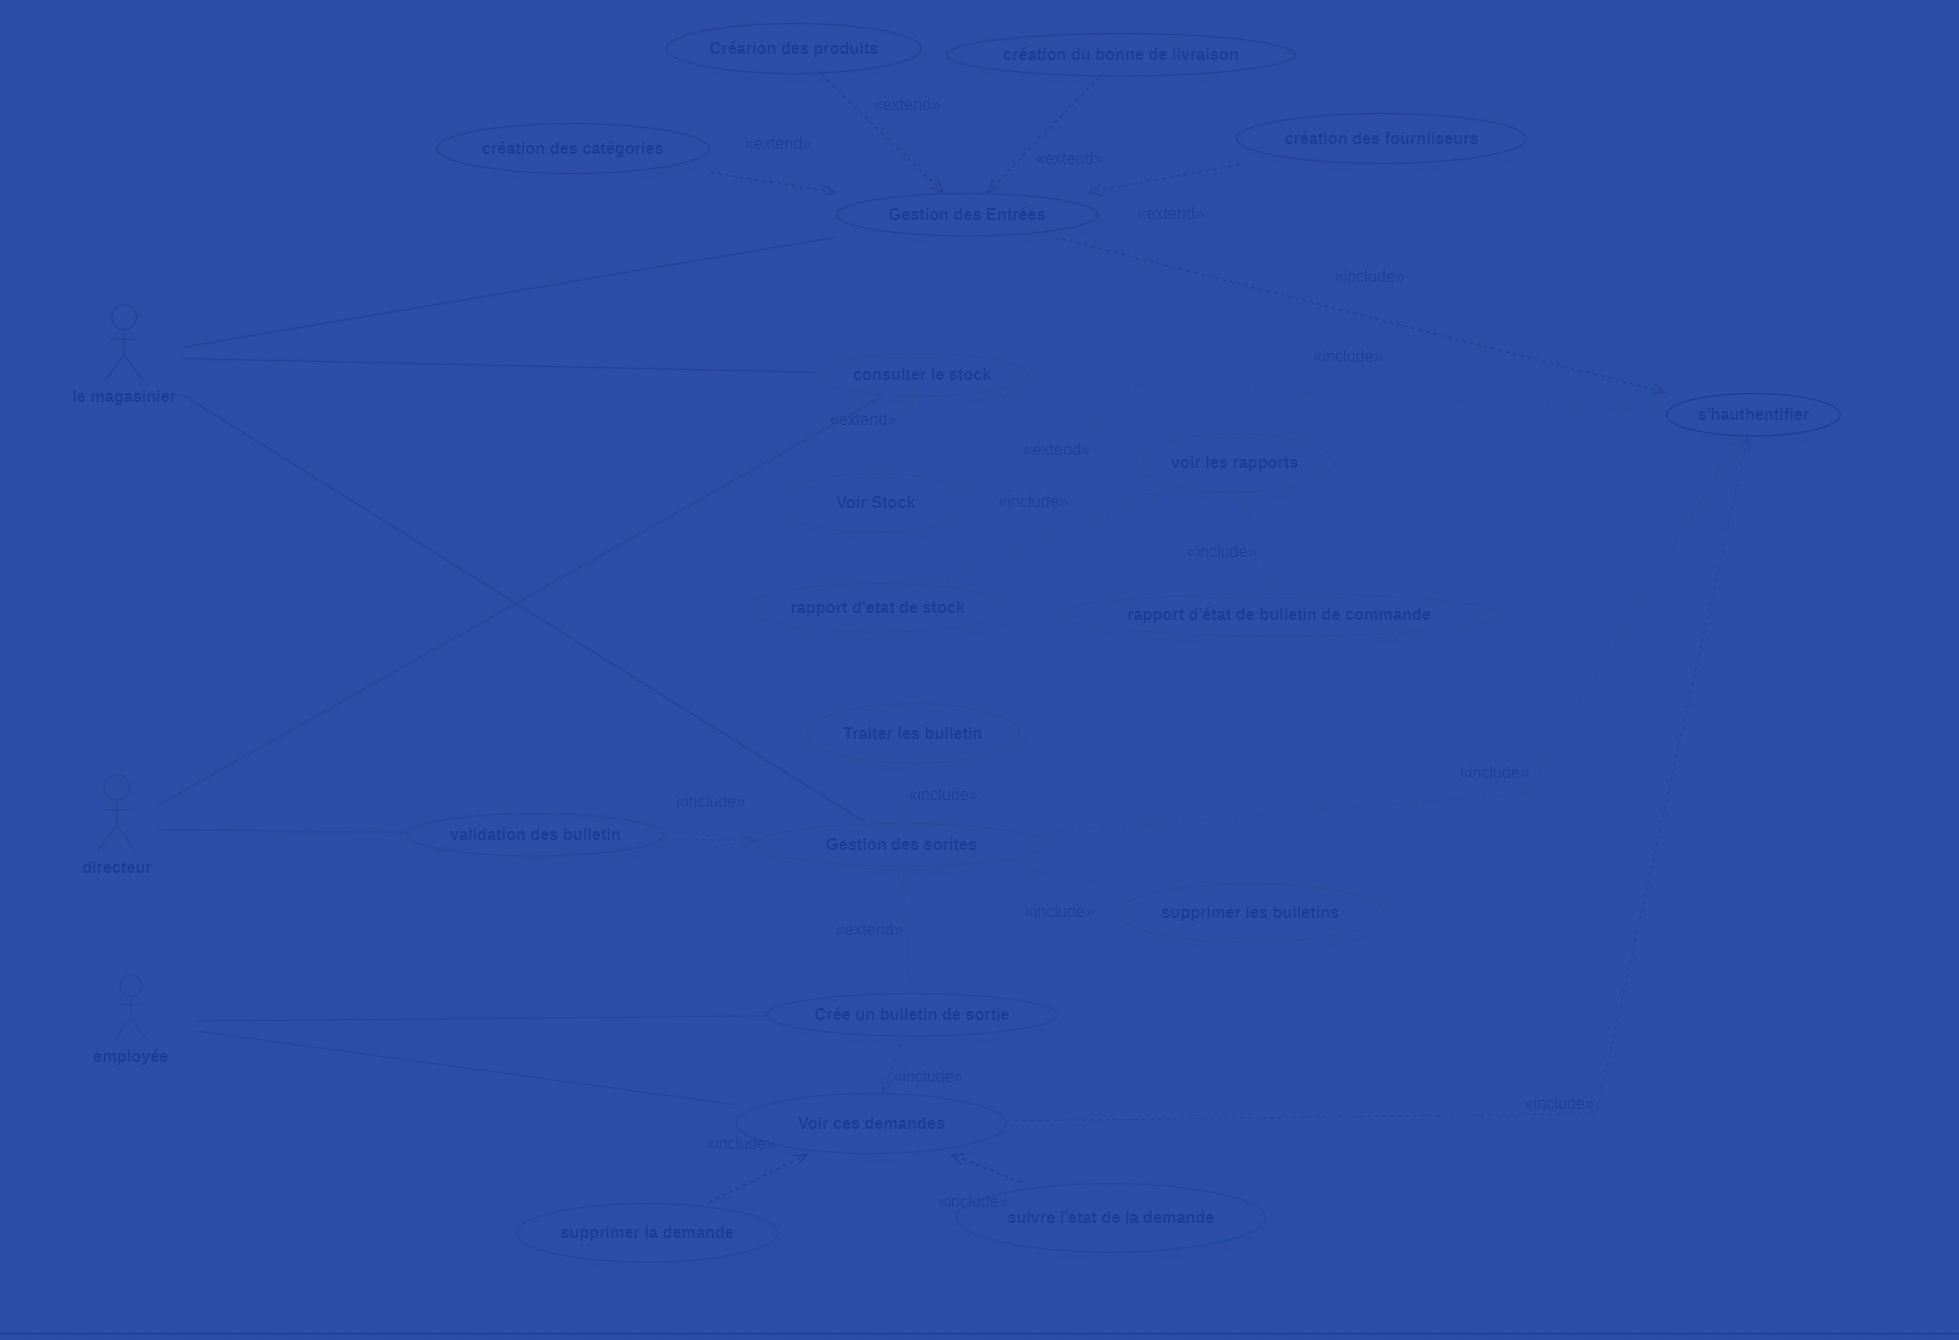 Créarion des produits
création du bonne de livraison
«extend»
création des catégories
«extend»
création des fourniiseurs
«extend»
Gestion des Entrées
«extend»
«include»
«include»
le magasinier
consulter le stock
s'hauthentifier
«extend»
«extend»
voir les rapports
Voir Stock
«include»
«include»
rapport d'etat de stock
rapport d'état de bulletin de commande
Traiter les bulletin
«include»
«include»
«include»
validation des bulletin
Gestion des sorites
directeur
«include»
supprimer les bulletins
«extend»
Crée un bulletin de sortie
employée
«include»
«include»
Voir ces demandes
«include»
«include»
suivre l'état de la demande
supprimer la demande